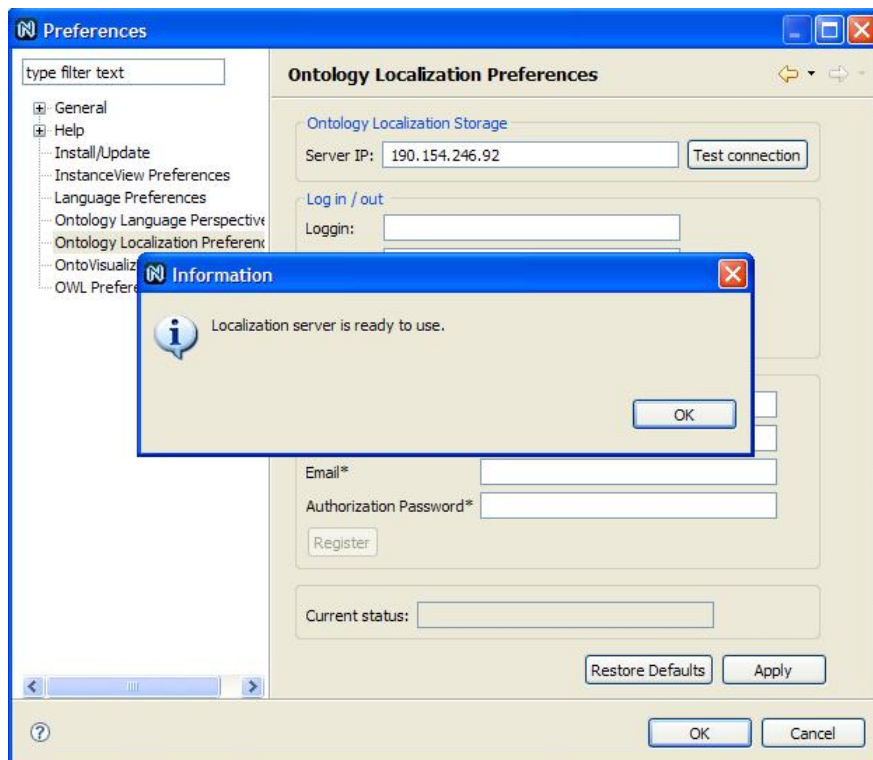 Preferences
type filter text
General
Help
Install/Update
InstanceView Preferences
Language Preferences
Ontology Language Perspective
Ontology Localization Preferenc
OntoVisualiz
OWL Prefere
Ontology Localization Preferences
Ontology Localization Storage
Server IP: 190.154.246.92 Test connection
Log in / out
Loggin:
Information
Localization server is ready to use.
OK
Email*
Authorization Password*
Register
Current status:
Restore Defaults Apply
OK Cancel